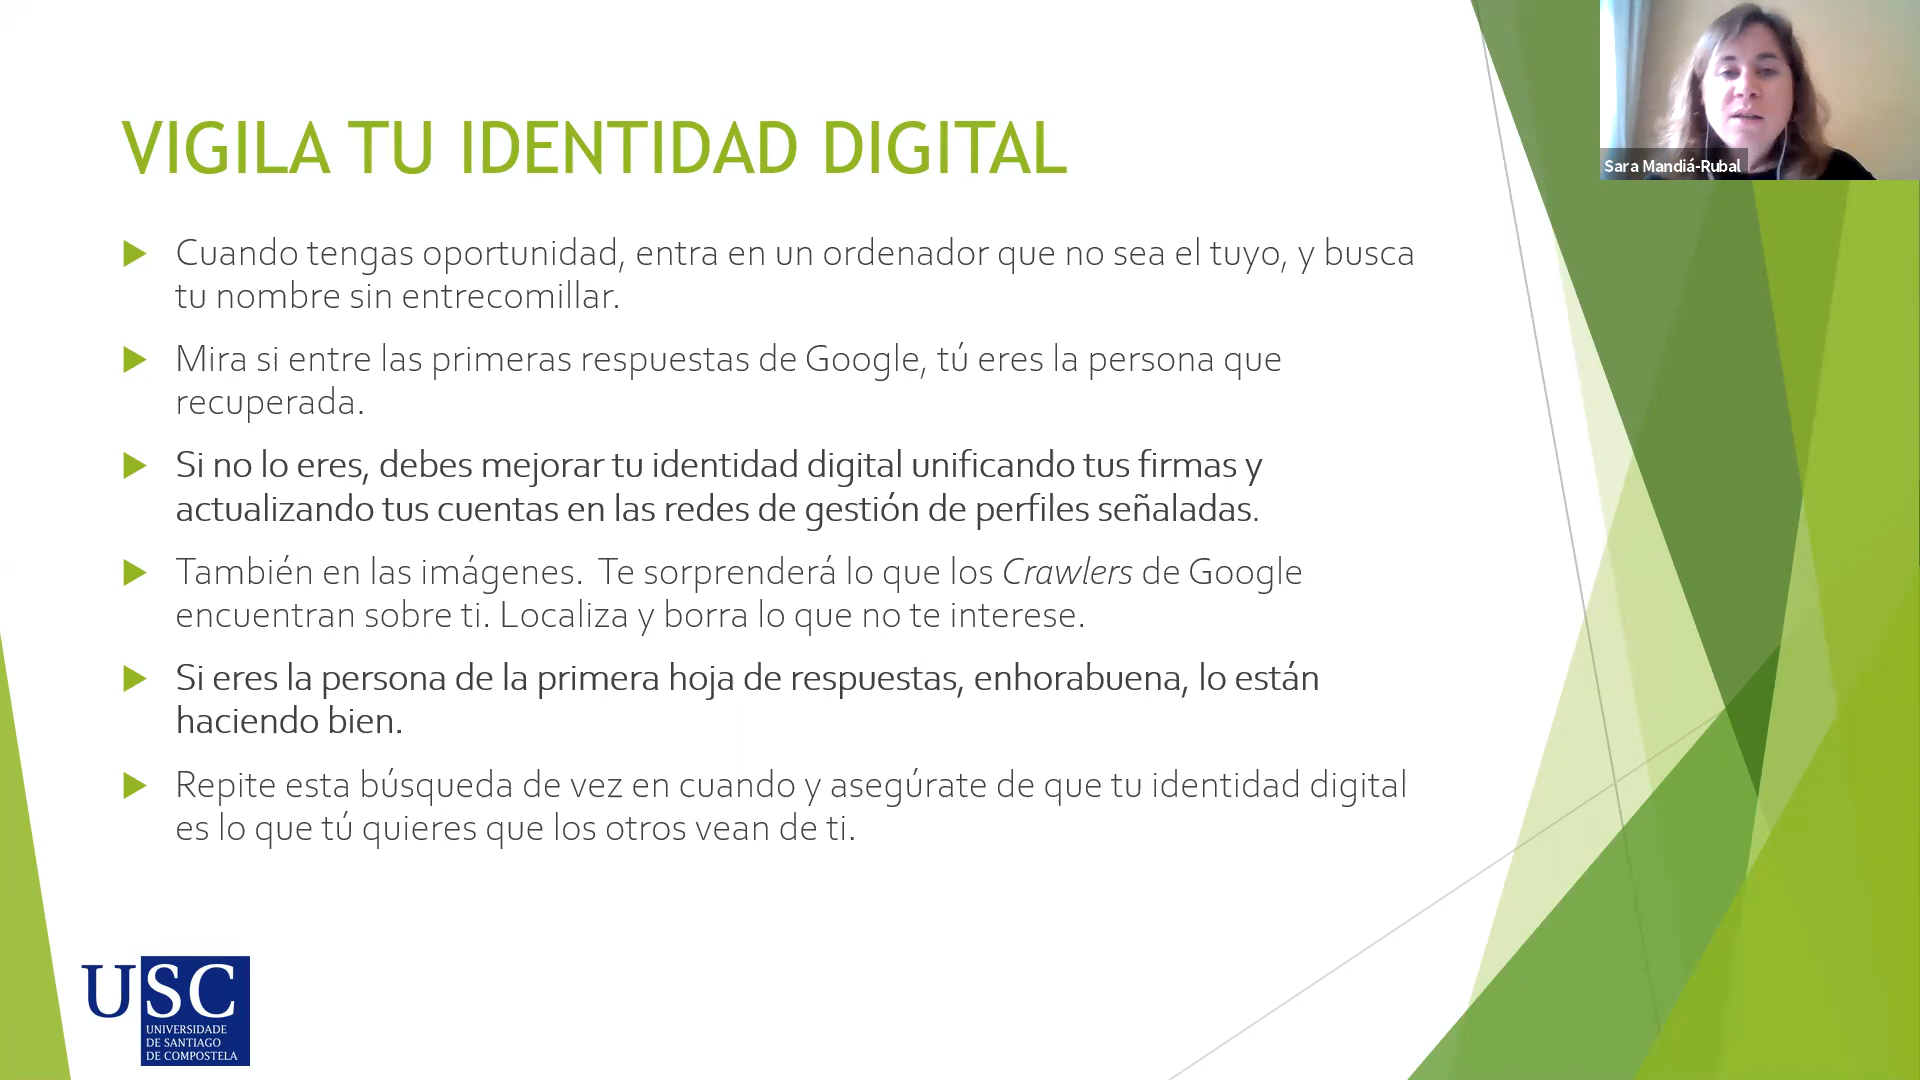 VIGILA TU IDENTIDAD DIGITAL
Sara Mandiá-Rubal
Cuando tengas oportunidad, entra en un ordenador que no sea el tuyo, y busca
tu nombre sin entrecomillar.
Mira si entre las primeras respuestas de Google, tú eres la persona que
recuperada.
Si no lo eres, debes mejorar tu identidad digital unificando tus firmas y
actualizando tus cuentas en las redes de gestión de perfiles señaladas.
También en las imágenes. Te sorprenderá lo que los Crawlers de Google
encuentran sobre ti. Localiza y borra lo que no te interese.
Si eres la persona de la primera hoja de respuestas, enhorabuena, lo están
haciendo bien.
Repite esta búsqueda de vez en cuando y asegúrate de que tu identidad digital
es lo que tú quieres que los otros vean de ti.
USC
UNIVERSIDADE
DE SANTIAGO
DE COMPOSTELA